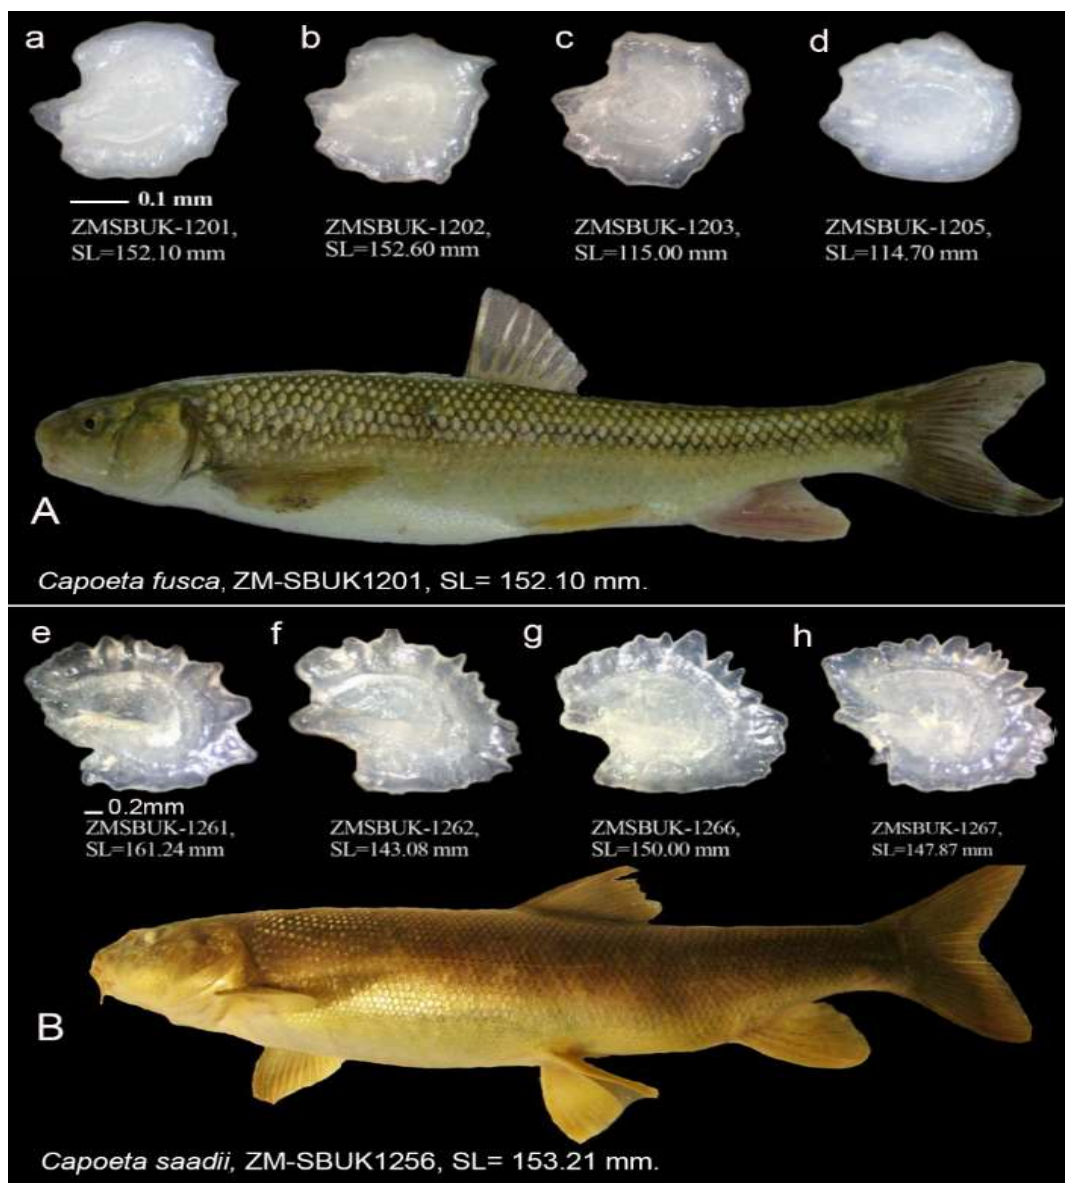 a b c d
0.1 mm
ZMSBUK-1201, ZMSBUK-1202, ZMSBUK-1203, ZMSBUK-1205,
SL=152.10 mm SL=152.60 mm SL=115.00 mm SL=114.70 mm
A
Capoeta fusca, ZM-SBUK1201, SL= 152.10 mm.
e f g h
0.2mm
ZMSBUK-1261, ZMSBUK-1262, ZMSBUK-1266, ZMSBUK-1267,
SL=161.24 mm SL=143.08 mm SL=150.00 mm SL=147.87 mm
B
Capoeta saadii, ZM-SBUK1256, SL= 153.21 mm.